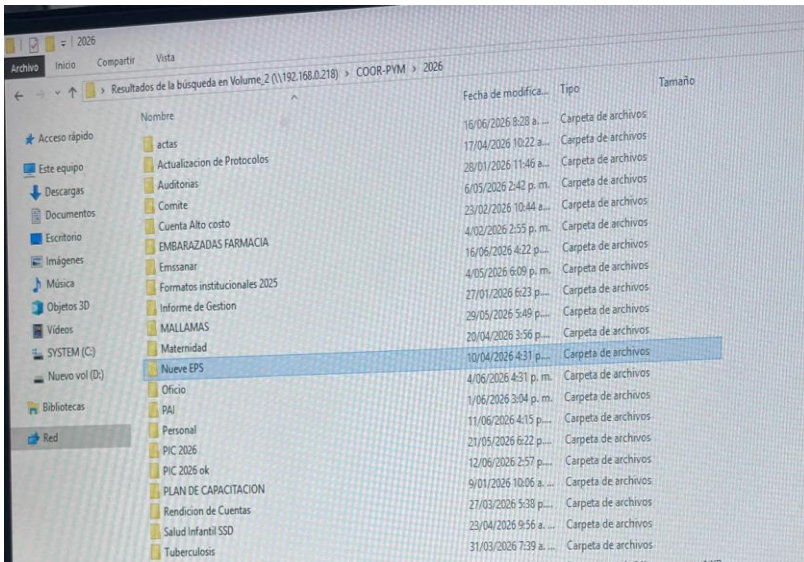 2026
Archivo Inicio Compartir Vista
Resultados de la búsqueda en Volume_2 (\\192.168.0.218) > COOR-PYM > 2026
Nombre Fecha de modifica... Tipo Tamaño
Acceso rápido
Este equipo
Descargas
Documentos
Escritorio
Imágenes
Música
Objetos 3D
Vídeos
SYSTEM (C:)
Nuevo vol (D:)
Bibliotecas
Red
actas 16/06/2026 8:28 a. ... Carpeta de archivos
Actualizacion de Protocolos 17/04/2026 10:22 a... Carpeta de archivos
Auditorias 28/01/2026 11:46 a... Carpeta de archivos
Comite 6/05/2026 2:42 p. m. Carpeta de archivos
Cuenta Alto costo 23/02/2026 10:44 a... Carpeta de archivos
EMBARAZADAS FARMACIA 4/02/2026 2:55 p. m. Carpeta de archivos
Emssanar 16/06/2026 4:22 p.... Carpeta de archivos
Formatos institucionales 2025 4/05/2026 6:09 p. m. Carpeta de archivos
Informe de Gestion 27/01/2026 6:23 p.... Carpeta de archivos
MALLAMAS 29/05/2026 5:49 p.... Carpeta de archivos
Maternidad 20/04/2026 3:56 p.... Carpeta de archivos
Nueve EPS 10/04/2026 4:31 p.... Carpeta de archivos
Oficio 4/06/2026 4:31 p. m. Carpeta de archivos
PAI 1/06/2026 3:04 p. m. Carpeta de archivos
Personal 11/06/2026 4:15 p.... Carpeta de archivos
PIC 2026 21/05/2026 6:22 p.... Carpeta de archivos
PIC 2026 ok 12/06/2026 2:57 p.... Carpeta de archivos
PLAN DE CAPACITACION 9/01/2026 10:06 a. ... Carpeta de archivos
Rendicion de Cuentas 27/03/2026 5:38 p.... Carpeta de archivos
Salud Infantil SSD 23/04/2026 9:56 a. ... Carpeta de archivos
Tuberculosis 31/03/2026 7:39 a. ... Carpeta de archivos